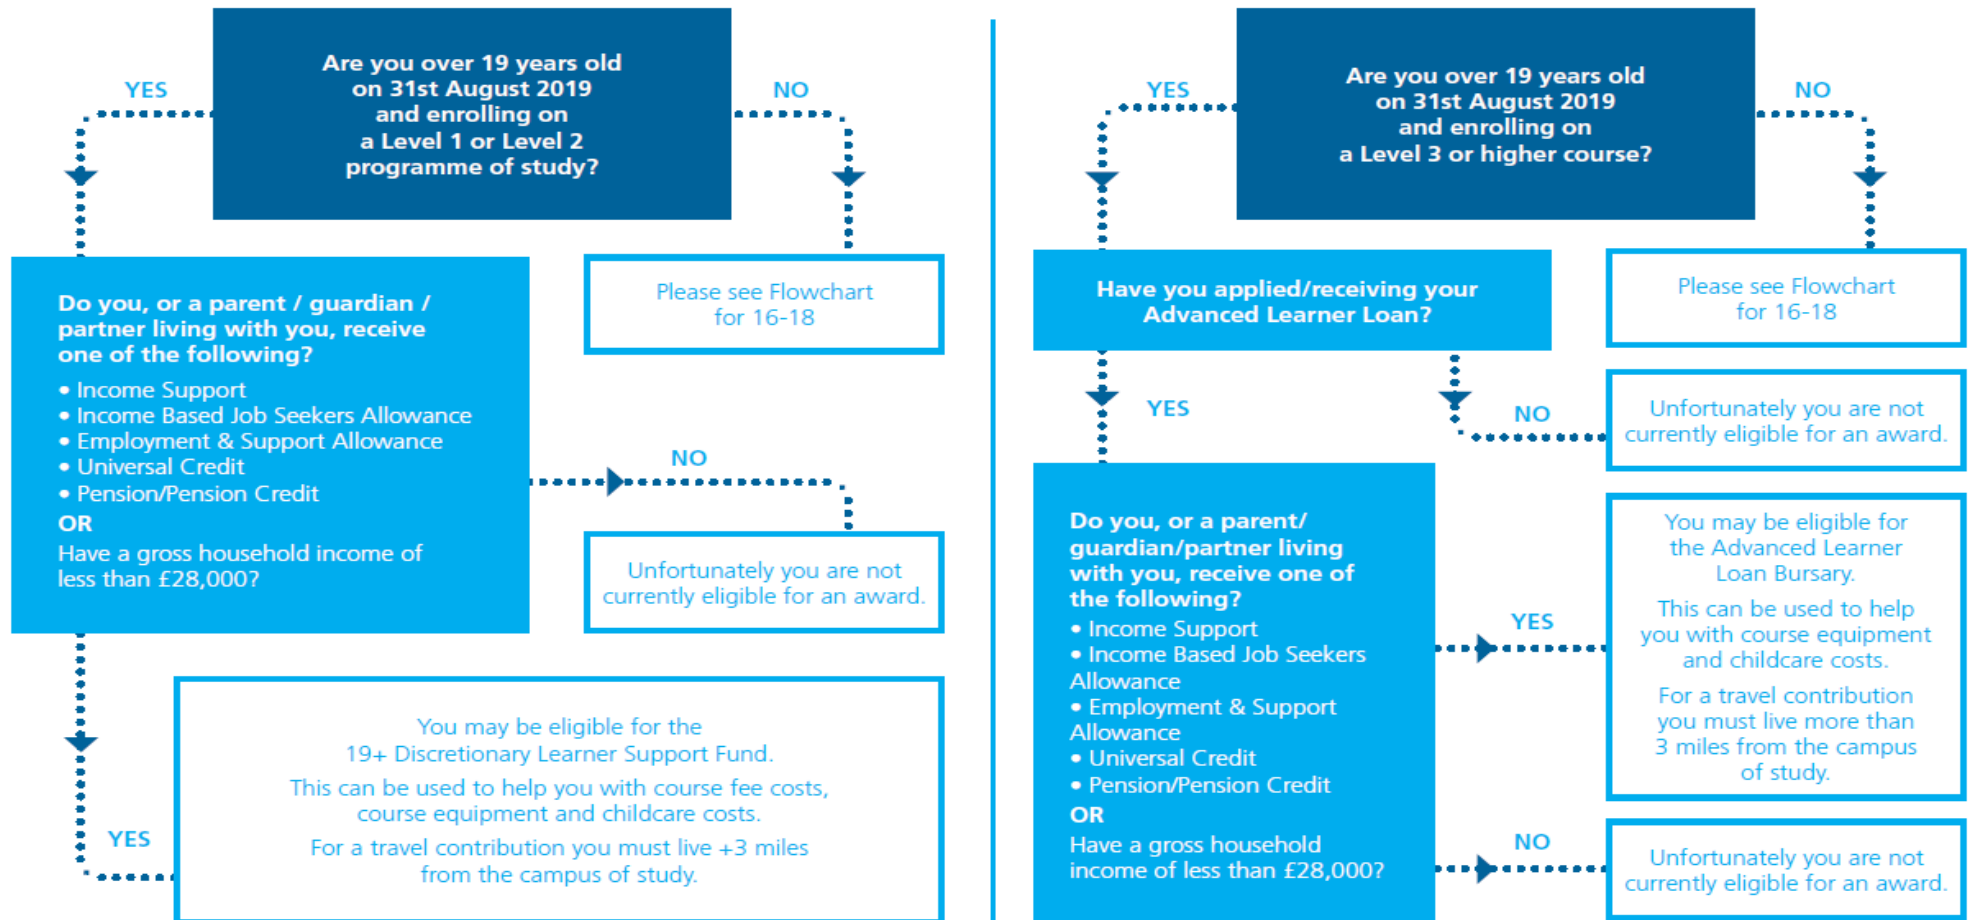 YES
Are you over 19 years old
on 31st August 2019
and enrolling on
a Level 1 or Level 2
programme of study?
NO
Do you, or a parent / guardian /
partner living with you, receive
one of the following?
• Income Support
• Income Based Job Seekers Allowance
• Employment & Support Allowance
• Universal Credit
• Pension/Pension Credit
OR
Have a gross household income of
less than £28,000?
Please see Flowchart
for 16-18
NO
Unfortunately you are not
currently eligible for an award.
YES
You may be eligible for the
19+ Discretionary Learner Support Fund.
This can be used to help you with course fee costs,
course equipment and childcare costs.
For a travel contribution you must live +3 miles
from the campus of study.
YES
Are you over 19 years old
on 31st August 2019
and enrolling on
a Level 3 or higher course?
NO
Have you applied/receiving your
Advanced Learner Loan?
Please see Flowchart
for 16-18
YES
NO
Unfortunately you are not
currently eligible for an award.
Do you, or a parent/
guardian/partner living
with you, receive one of
the following?
• Income Support
• Income Based Job Seekers
Allowance
• Employment & Support
Allowance
• Universal Credit
• Pension/Pension Credit
OR
Have a gross household
income of less than £28,000?
YES
You may be eligible for
the Advanced Learner
Loan Bursary.
This can be used to help
you with course equipment
and childcare costs.
For a travel contribution
you must live more than
3 miles from the campus
of study.
NO
Unfortunately you are not
currently eligible for an award.